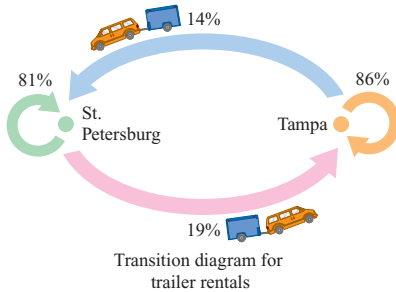 14%
81%
86%
St.
Petersburg
Tampa
19%
Transition diagram for
trailer rentals